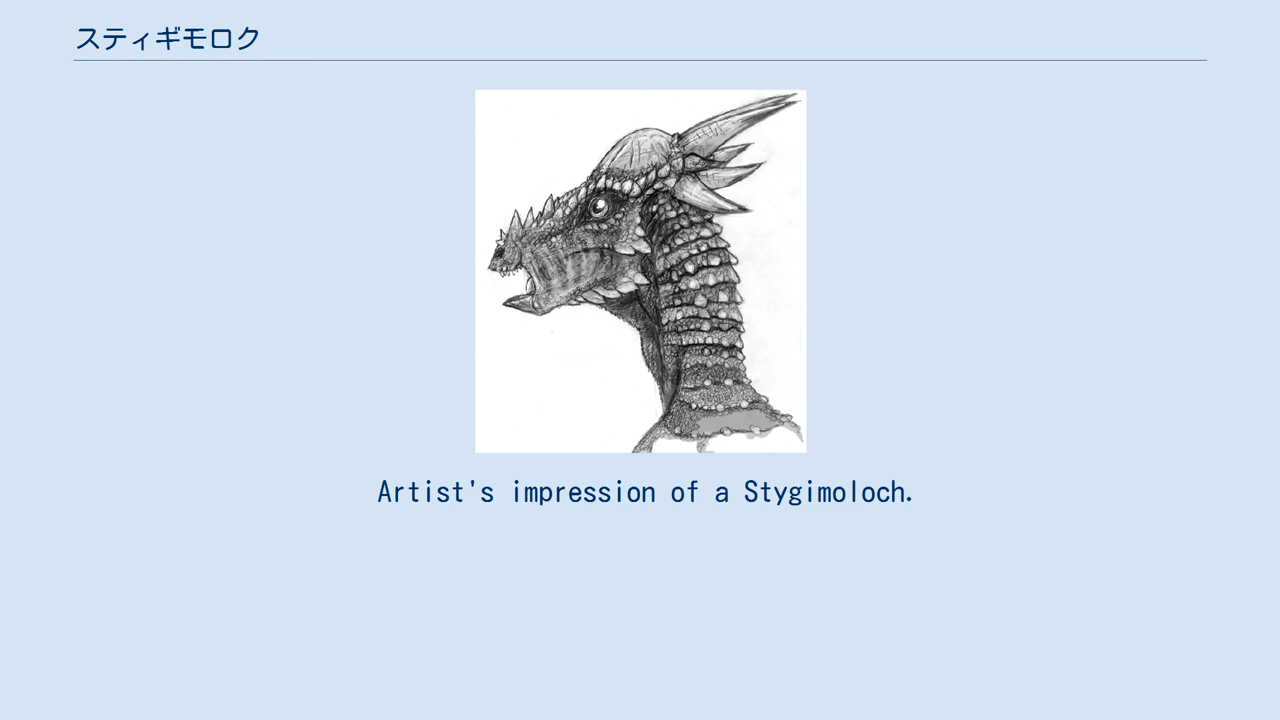 スティギモロク
Artist's impression of a Stygimoloch.